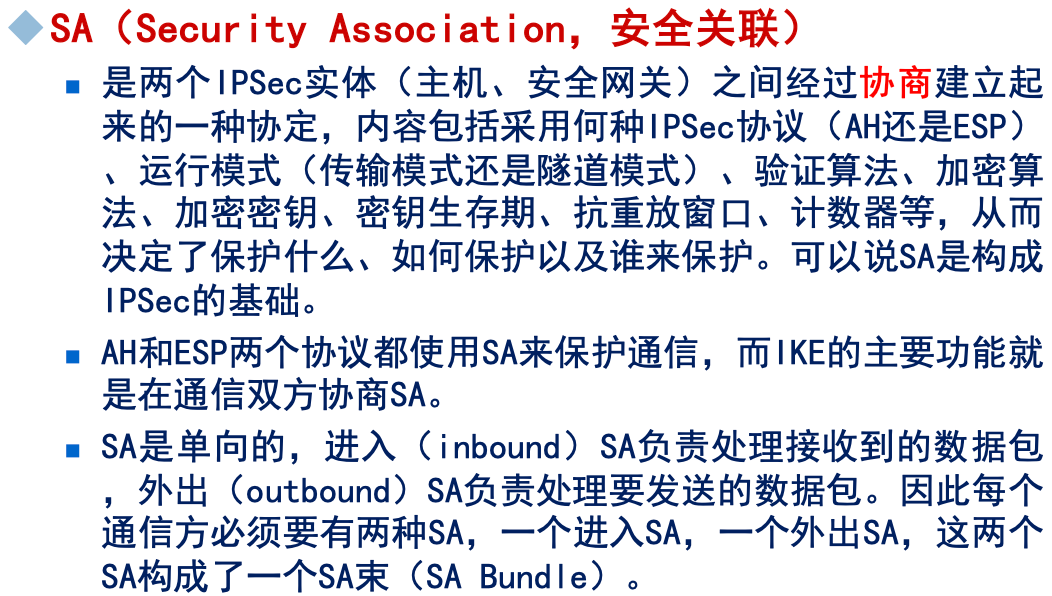 SA（Security Association，安全关联）
是两个IPSec实体（主机、安全网关）之间经过协商建立起
来的一种协定，内容包括采用何种IPSec协议（AH还是ESP）
、运行模式（传输模式还是隧道模式）、验证算法、加密算
法、加密密钥、密钥生存期、抗重放窗口、计数器等，从而
决定了保护什么、如何保护以及谁来保护。可以说SA是构成
IPSec的基础。
AH和ESP两个协议都使用SA来保护通信，而IKE的主要功能就
是在通信双方协商SA。
SA是单向的，进入（inbound）SA负责处理接收到的数据包
，外出（outbound）SA负责处理要发送的数据包。因此每个
通信方必须要有两种SA，一个进入SA，一个外出SA，这两个
SA构成了一个SA束（SA Bundle）。